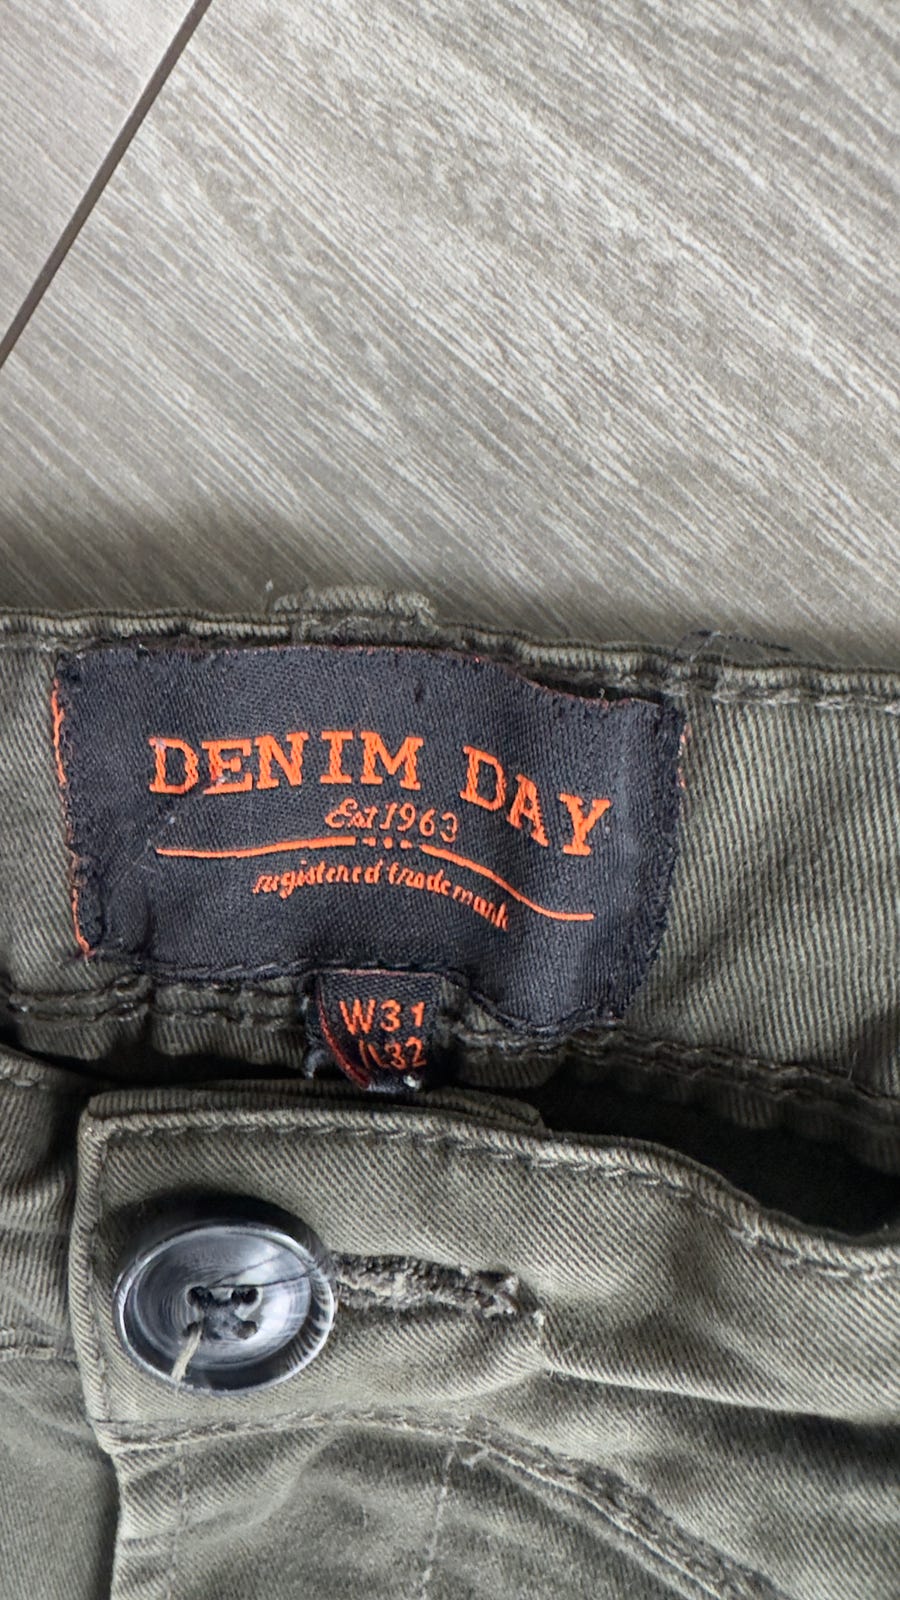 DENIM DAY
Est 1963
registered trademark
W31
L32